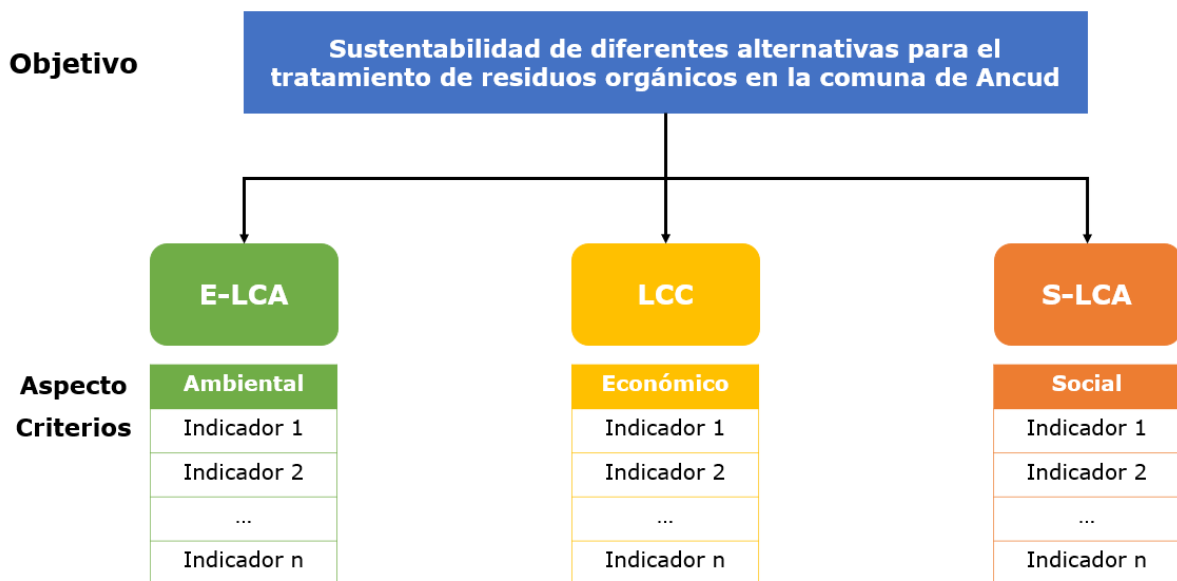 Objetivo
Sustentabilidad de diferentes alternativas para el
tratamiento de residuos orgánicos en la comuna de Ancud
E-LCA
LCC
S-LCA
Aspecto
Ambiental
Económico
Social
Criterios
Indicador 1
Indicador 1
Indicador 1
Indicador 2
Indicador 2
Indicador 2
...
...
...
Indicador n
Indicador n
Indicador n